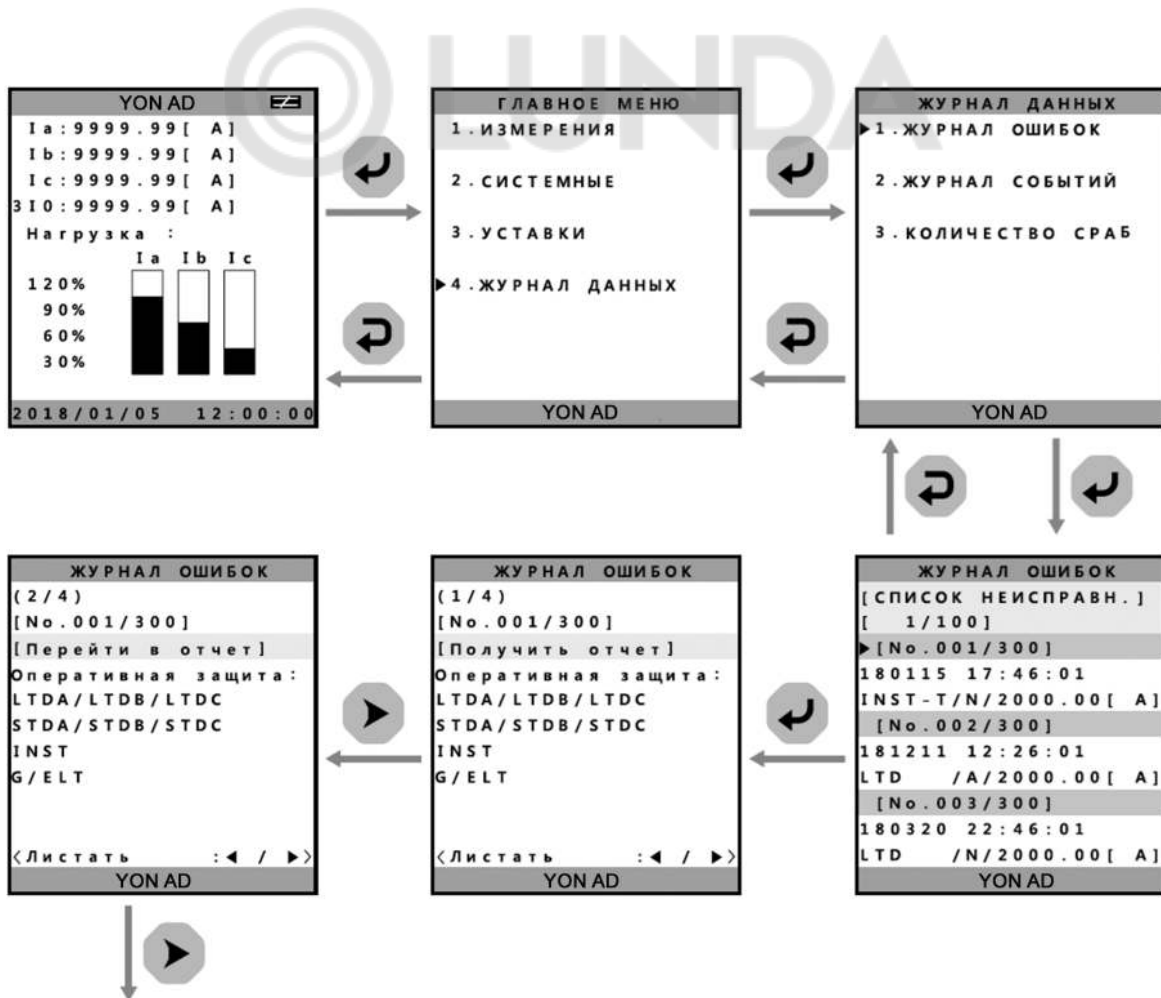 LUNDA
YON AD
Ia:9999.99[ A]
Ib:9999.99[ A]
Ic:9999.99[ A]
3I0:9999.99[ A]
Нагрузка :
Ia Ib Ic
120%
90%
60%
30%
2018/01/05 12:00:00
ГЛАВНОЕ МЕНЮ
1.ИЗМЕРЕНИЯ
2.СИСТЕМНЫЕ
3.УСТАВКИ
▶4.ЖУРНАЛ ДАННЫХ
YON AD
ЖУРНАЛ ДАННЫХ
▶1.ЖУРНАЛ ОШИБОК
2.ЖУРНАЛ СОБЫТИЙ
3.КОЛИЧЕСТВО СРАБ
YON AD
ЖУРНАЛ ОШИБОК
(2/4)
[No.001/300]
[Перейти в отчет]
Оперативная защита:
LTDA/LTDB/LTDC
STDA/STDB/STDC
INST
G/ELT
<Листать :◀ / ▶>
YON AD
ЖУРНАЛ ОШИБОК
(1/4)
[No.001/300]
[Получить отчет]
Оперативная защита:
LTDA/LTDB/LTDC
STDA/STDB/STDC
INST
G/ELT
<Листать :◀ / ▶>
YON AD
ЖУРНАЛ ОШИБОК
[СПИСОК НЕИСПРАВН.]
[ 1/100]
▶[No.001/300]
180115 17:46:01
INST-T/N/2000.00[ A]
[No.002/300]
181211 12:26:01
LTD /A/2000.00[ A]
[No.003/300]
180320 22:46:01
LTD /N/2000.00[ A]
YON AD